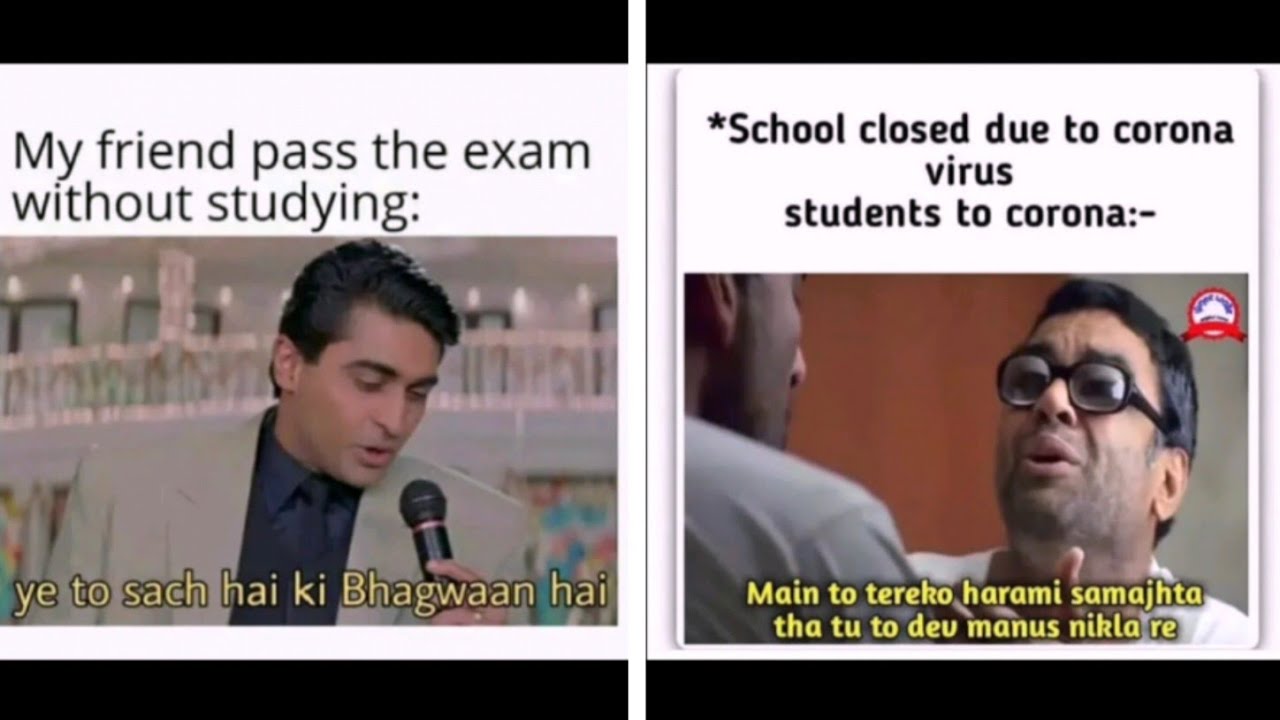 My friend pass the exam
without studying:
ye to sach hai ki Bhagwaan hai
*School closed due to corona
virus
students to corona:-
Main to tereko harami samajhta
tha tu to dev manus nikla re